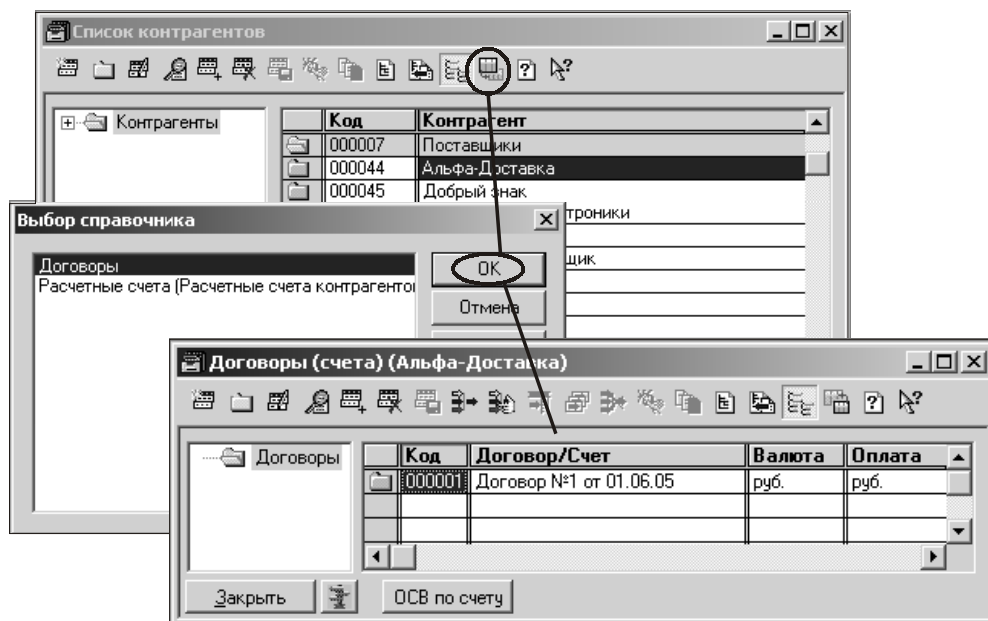 Список контрагентов
Контрагенты
Код Контрагент
000007 Поставщики
000044 Альфа-Доставка
000045 Добрый знак
троники
щик
Выбор справочника
Договоры
Расчетные счета (Расчетные счета контрагентов
OK
Отмена
Договоры (счета) (Альфа-Доставка)
Договоры
Код Договор/Счет Валюта Оплата
000001 Договор №1 от 01.06.05 руб. руб.
Закрыть
ОСВ по счету